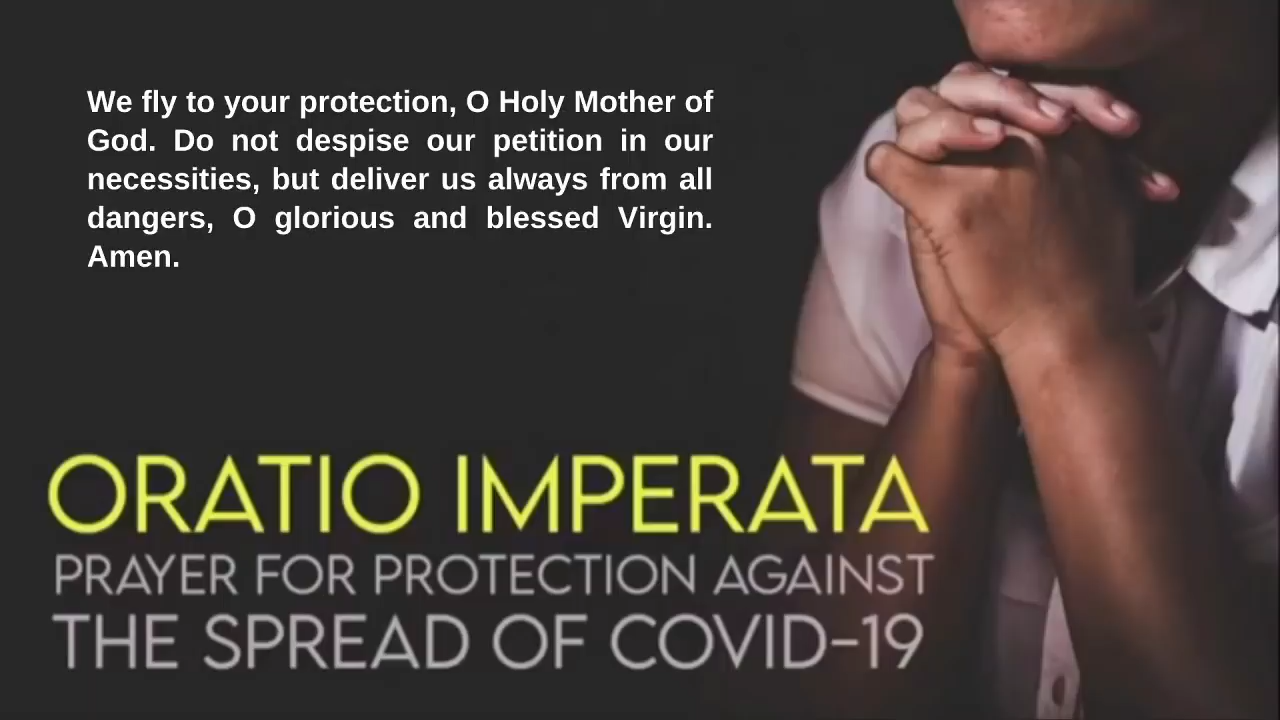 We fly to your protection, O Holy Mother of
God. Do not despise our petition in our
necessities, but deliver us always from all
dangers, O glorious and blessed Virgin.
Amen.
ORATIO IMPERATA
PRAYER FOR PROTECTION AGAINST
THE SPREAD OF COVID-19